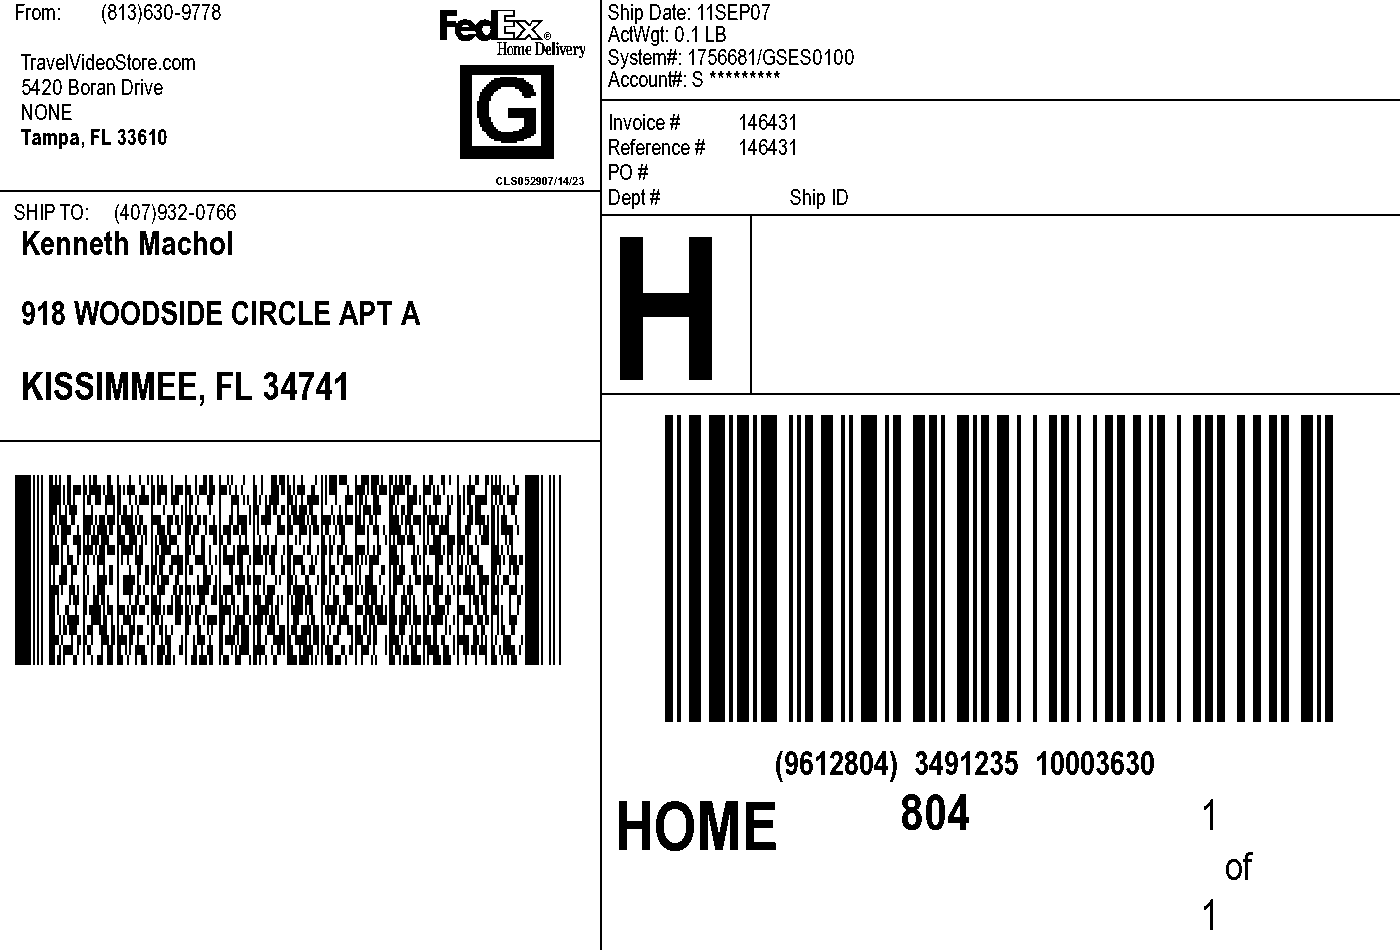 From: (813)630-9778
TravelVideoStore.com
5420 Boran Drive
NONE
Tampa, FL 33610
FedEx®
Home Delivery
G
CLS052907/14/23
SHIP TO: (407)932-0766
Kenneth Machol
918 WOODSIDE CIRCLE APT A
KISSIMMEE, FL 34741
Ship Date: 11SEP07
ActWgt: 0.1 LB
System#: 1756681/GSES0100
Account#: S *********
Invoice # 146431
Reference # 146431
PO #
Dept # Ship ID
H
(9612804) 3491235 10003630
HOME 804 1
of
1